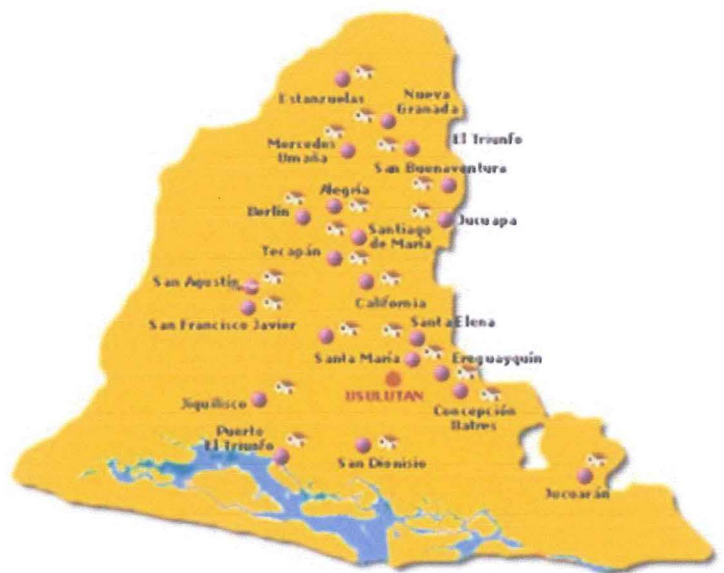 Estanzuelas
Nueva
Granada
El Triunfo
Mercedes
Umaña
San Buenaventura
Alegría
Berlín
Jucuapa
Santiago
de María
Tecapán
San Agustín
California
San Francisco Javier
Santa Elena
Santa María
Ereguayquín
USULUTAN
Jiquilisco
Concepción
Batres
Puerto
El Triunfo
San Dionisio
Jucoarán